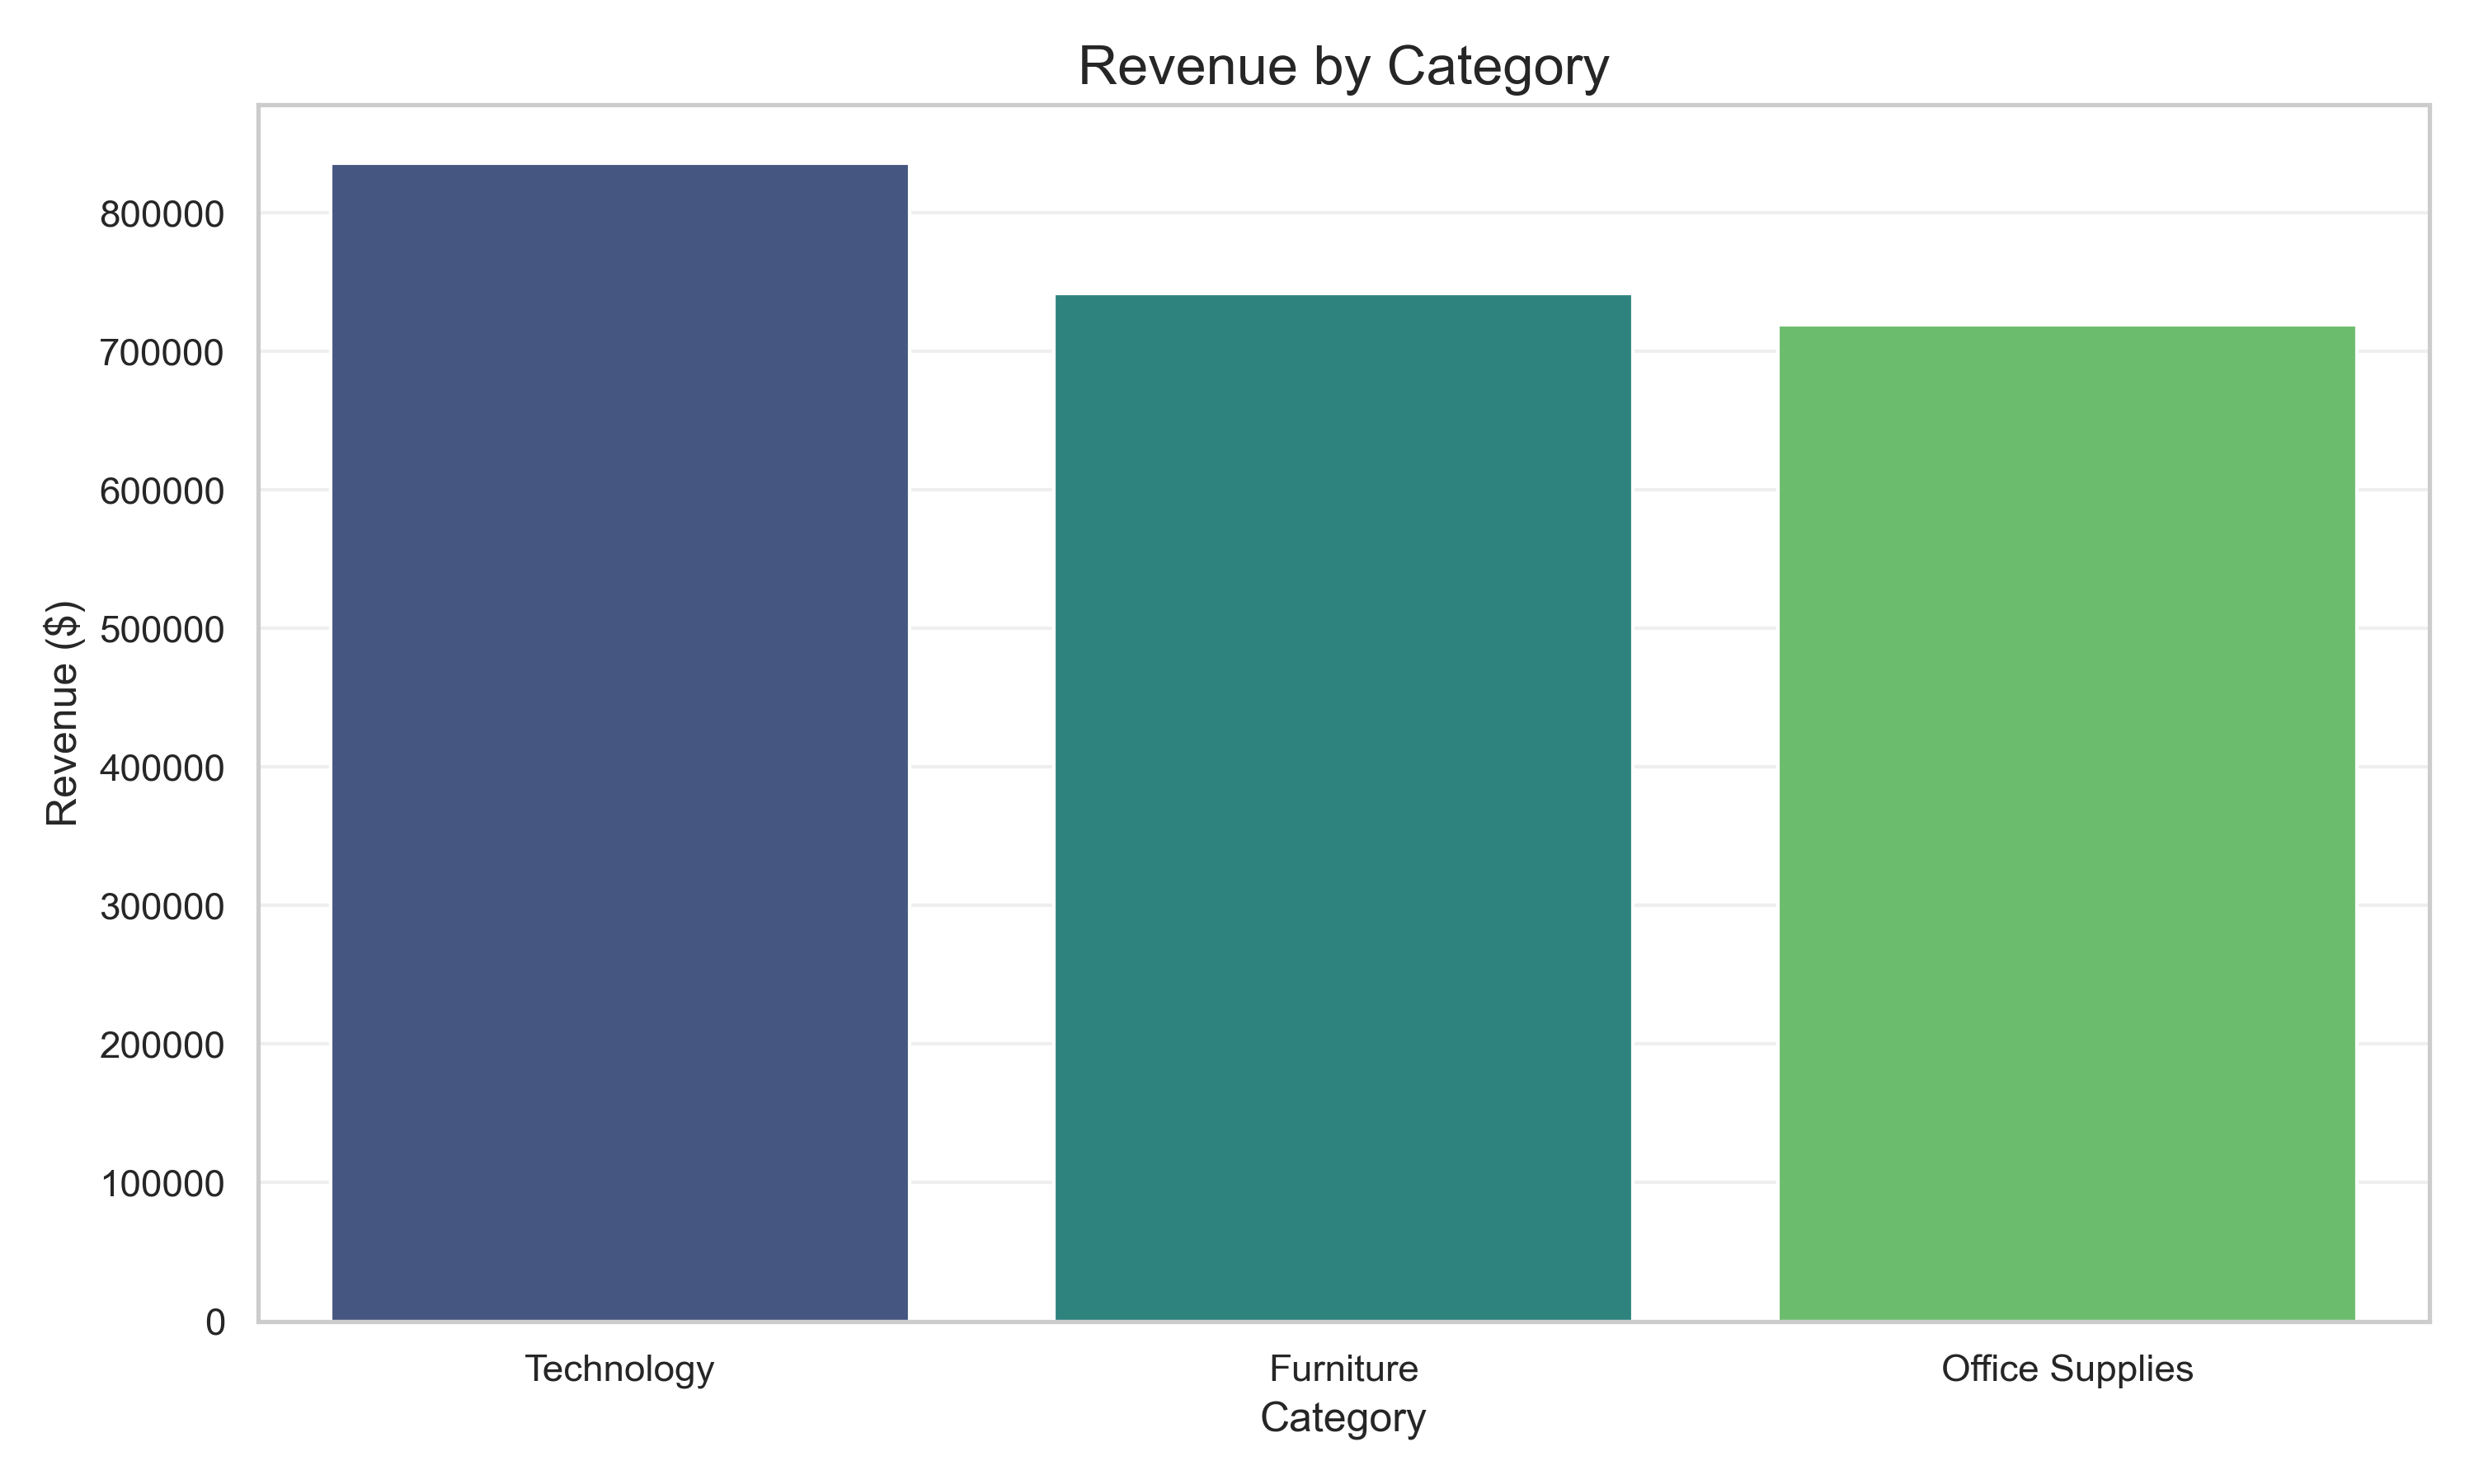 Revenue by Category
Revenue ($)
800000
700000
600000
500000
400000
300000
200000
100000
0
Technology
Furniture
Office Supplies
Category